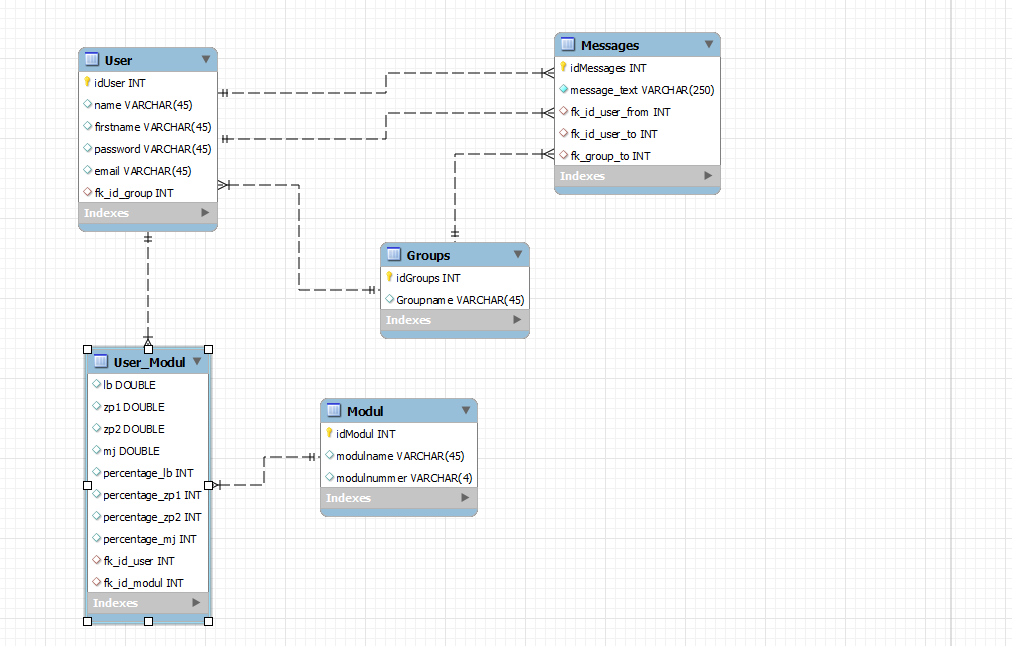 User
idUser INT
name VARCHAR(45)
firstname VARCHAR(45)
password VARCHAR(45)
email VARCHAR(45)
fk_id_group INT
Indexes
Messages
idMessages INT
message_text VARCHAR(250)
fk_id_user_from INT
fk_id_user_to INT
fk_group_to INT
Indexes
Groups
idGroups INT
Groupname VARCHAR(45)
Indexes
User_Modul
lb DOUBLE
zp1 DOUBLE
zp2 DOUBLE
mj DOUBLE
percentage_lb INT
percentage_zp1 INT
percentage_zp2 INT
percentage_mj INT
fk_id_user INT
fk_id_modul INT
Indexes
Modul
idModul INT
modulname VARCHAR(45)
modulnummer VARCHAR(4)
Indexes